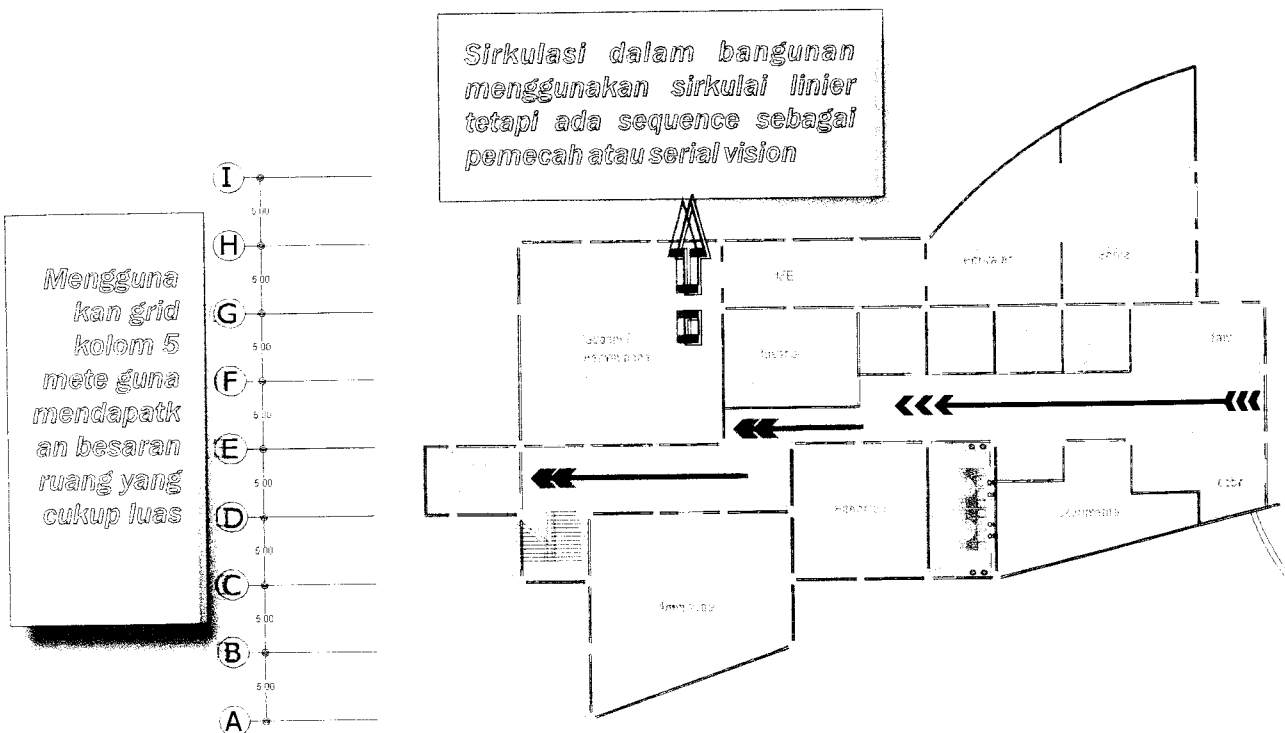 Sirkulasi dalam bangunan
menggunakan sirkulai linier
tetapi ada sequence sebagai
pemecah atau serial vision
Mengguna
kan grid
kolom 5
mete guna
mendapatk
an besaran
ruang yang
cukup luas
I
5.00
H
5.00
G
5.00
F
5.00
E
5.00
D
5.00
C
5.00
B
5.00
A
ME